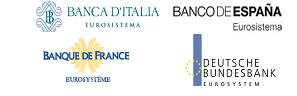 BANCA D'ITALIA
EUROSISTEMA
BANCO DE ESPAÑA
Eurosistema
BANQUE DE FRANCE
EUROSYSTÈME
DEUTSCHE
BUNDESBANK
EUROSYSTEM